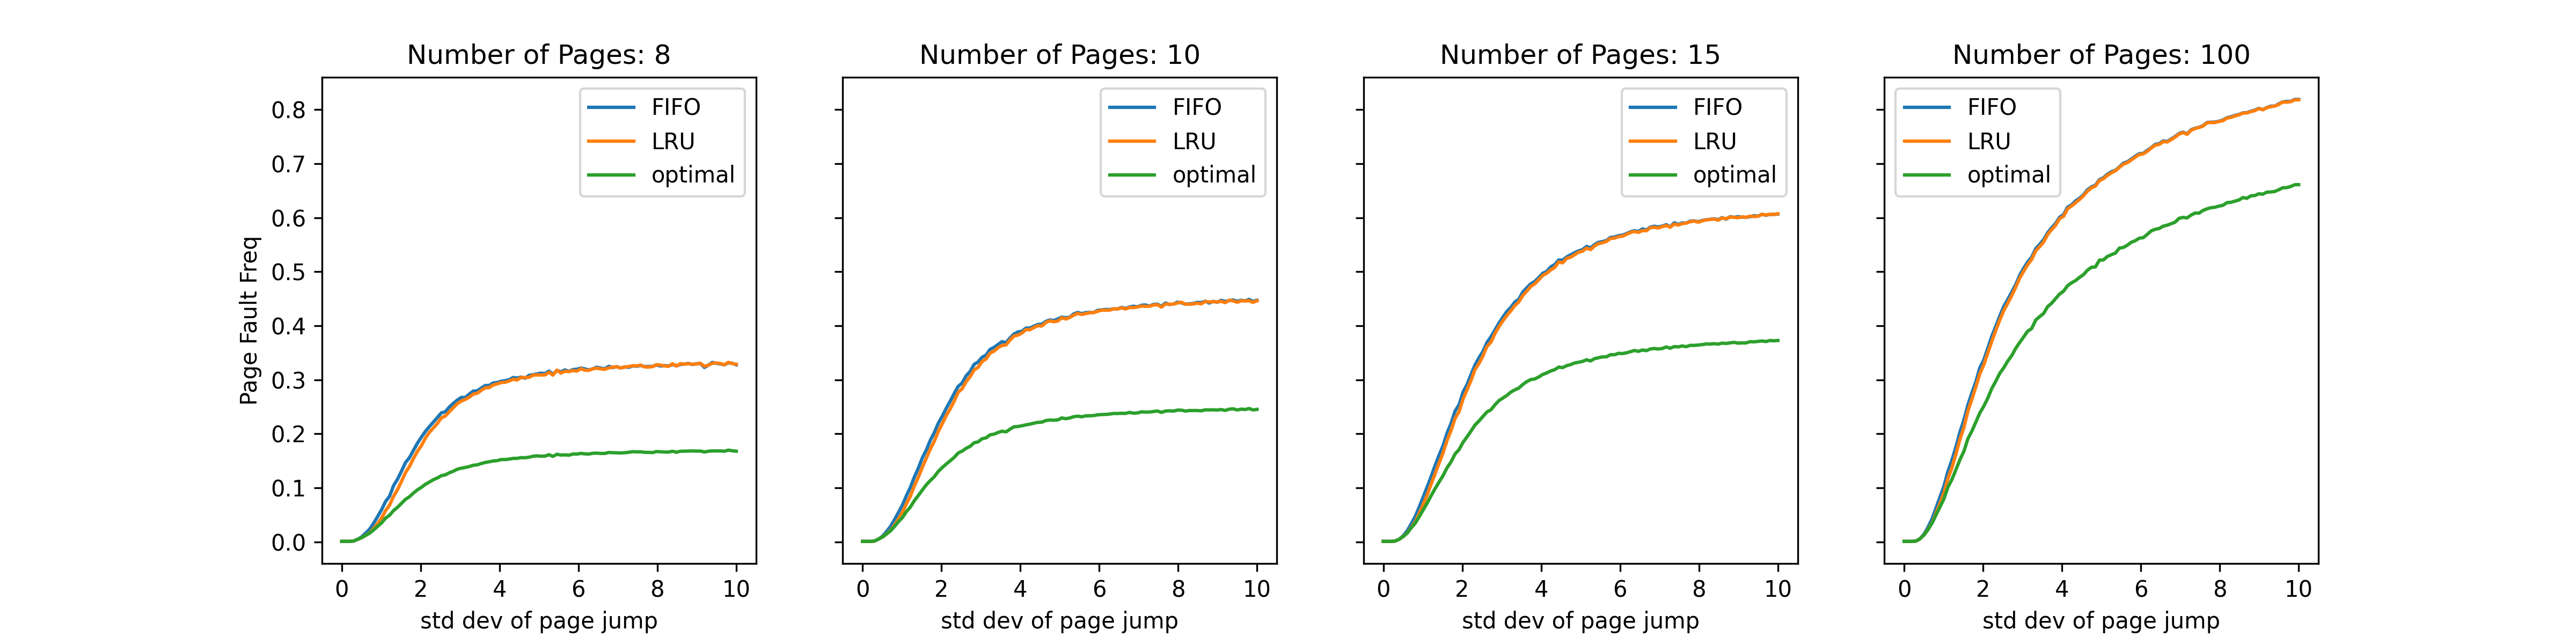 Number of Pages: 8
FIFO
LRU
optimal
0.8
0.7
0.6
0.5
0.4
0.3
0.2
0.1
0.0
Page Fault Freq
0 2 4 6 8 10
std dev of page jump
Number of Pages: 10
FIFO
LRU
optimal
0 2 4 6 8 10
std dev of page jump
Number of Pages: 15
FIFO
LRU
optimal
0 2 4 6 8 10
std dev of page jump
Number of Pages: 100
FIFO
LRU
optimal
0 2 4 6 8 10
std dev of page jump